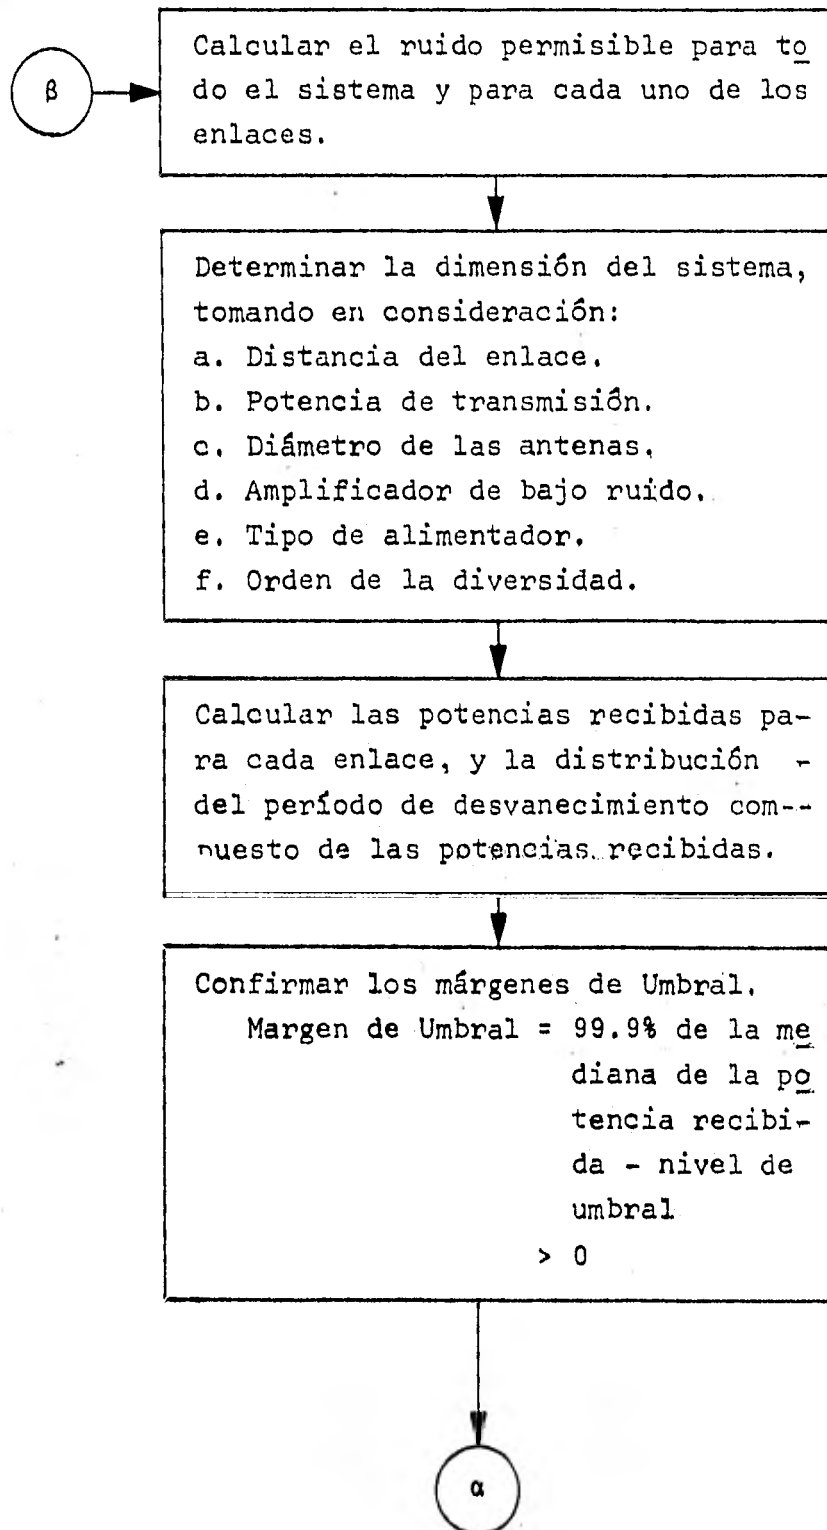 β
Calcular el ruido permisible para to
do el sistema y para cada uno de los
enlaces.
Determinar la dimensión del sistema,
tomando en consideración:
a. Distancia del enlace.
b. Potencia de transmisión.
c. Diámetro de las antenas.
d. Amplificador de bajo ruido.
e. Tipo de alimentador.
f. Orden de la diversidad.
Calcular las potencias recibidas pa-
ra cada enlace, y la distribución -
del período de desvanecimiento com--
puesto de las potencias recibidas.
Confirmar los márgenes de Umbral.
Margen de Umbral = 99.9% de la me
diana de la po
tencia recibi-
da - nivel de
umbral
> 0
α